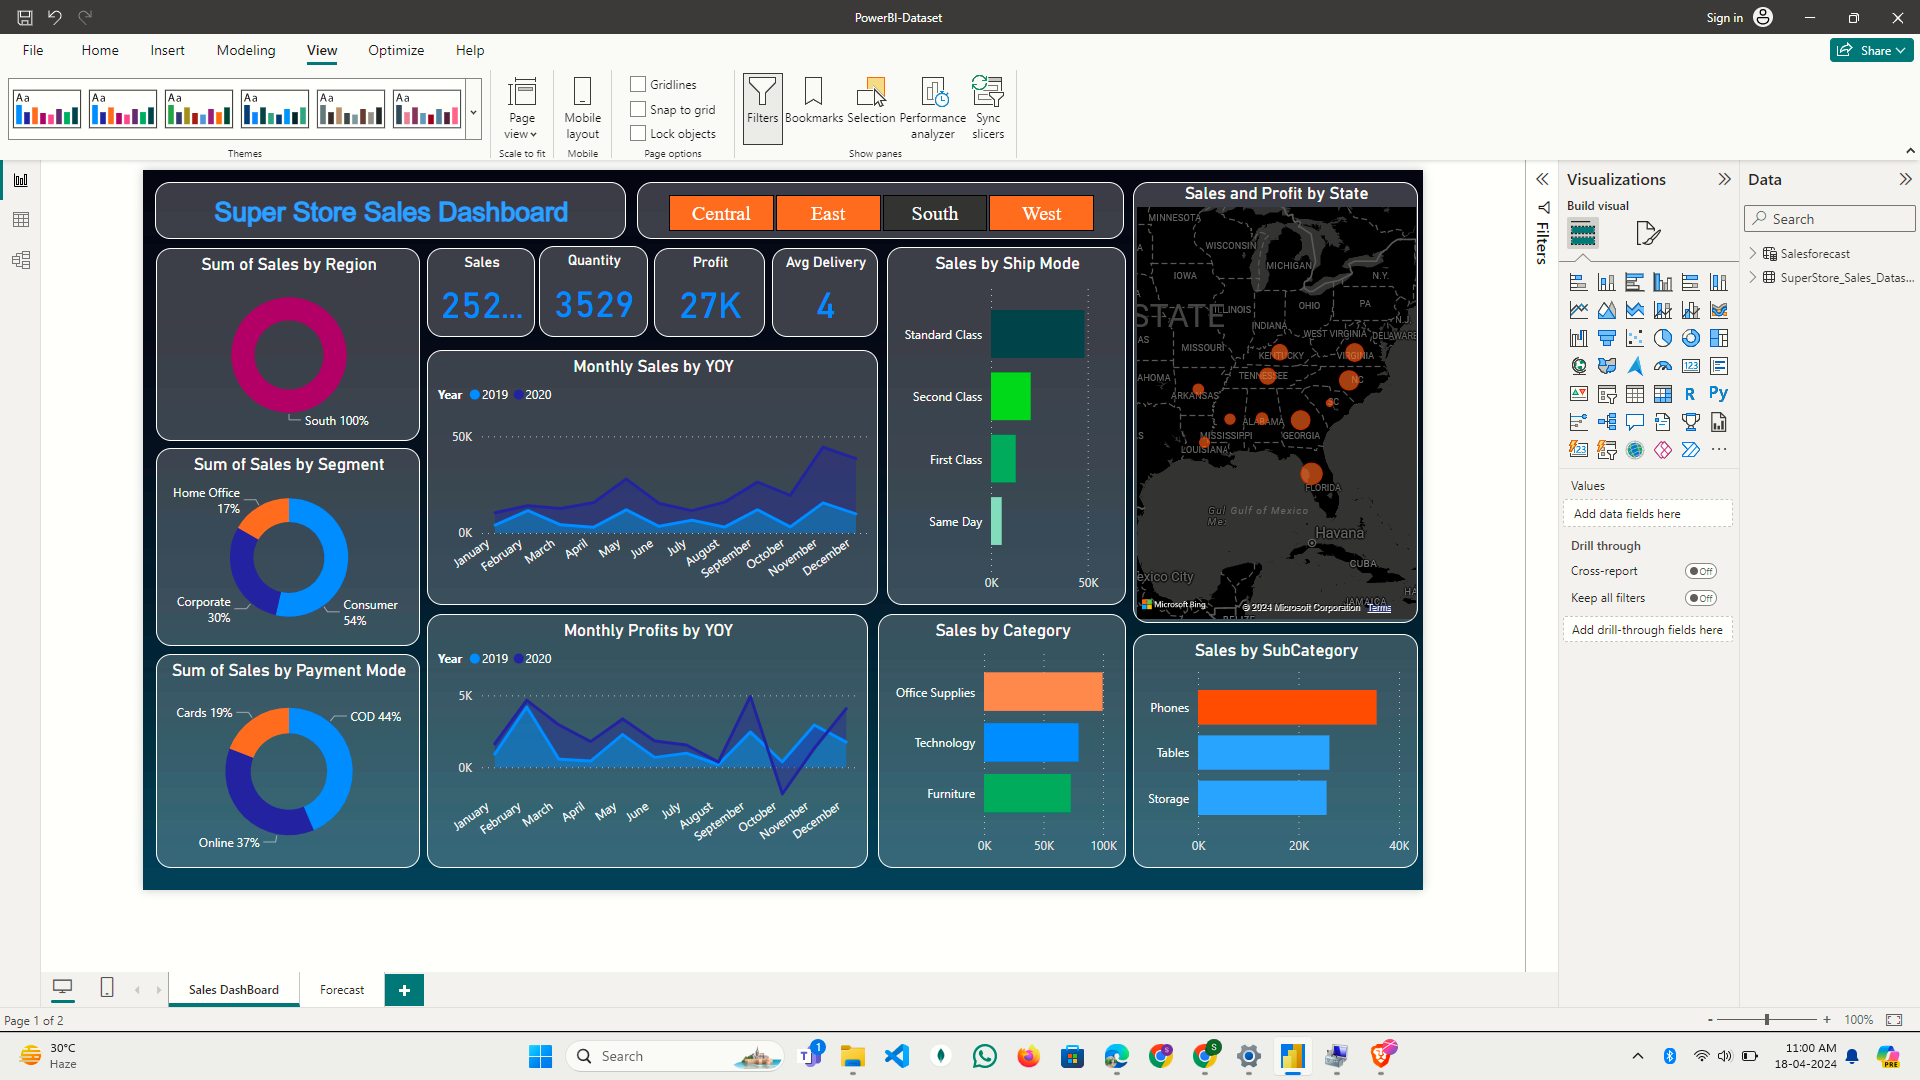 PowerBI-Dataset
Sign in
File
Home
Insert
Modeling
View
Optimize
Help
Share
Aa
Aa
Aa
Aa
Aa
Aa
Themes
Page
view
Scale to fit
Mobile
layout
Mobile
Gridlines
Snap to grid
Lock objects
Page options
Filters
Bookmarks
Selection
Performance
analyzer
Sync
slicers
Show panes
Super Store Sales Dashboard
Central
East
South
West
Sum of Sales by Region
South 100%
Sales
252...
Quantity
3529
Profit
27K
Avg Delivery
4
Sum of Sales by Segment
Home Office
17%
Corporate
30%
Consumer
54%
Sum of Sales by Payment Mode
Cards 19%
COD 44%
Online 37%
Monthly Sales by YOY
Year 2019 2020
50K
0K
January
February
March
April
May
June
July
August
September
October
November
December
Monthly Profits by YOY
Year 2019 2020
5K
0K
January
February
March
April
May
June
July
August
September
October
November
December
Sales by Ship Mode
Standard Class
Second Class
First Class
Same Day
0K
50K
Sales by Category
Office Supplies
Technology
Furniture
0K
50K
100K
Sales and Profit by State
MINNESOTA
WISCONSIN
MICHIGAN
N.Y.
IOWA
STATE
ILLINOIS
INDIANA
OHIO
PA
N.J.
AS
MISSOURI
WEST VIRGINIA
DELAWARE
KENTUCKY
VIRGINIA
AHOMA
TENNESSEE
NC
ARKANSAS
SC
ALABAMA
MISSISSIPPI
GEORGIA
LOUISIANA
FLORIDA
Gulf of Mexico
Havana
CUBA
exico City
JAMAICA
HA
Microsoft Bing
© 2024 Microsoft Corporation
Terms
Sales by SubCategory
Phones
Tables
Storage
0K
20K
40K
Filters
Visualizations
Build visual
R
Py
123
123
...
Values
Add data fields here
Drill through
Cross-report
Off
Keep all filters
Off
Add drill-through fields here
Data
Search
Salesforecast
SuperStore_Sales_Datas...
Sales DashBoard
Forecast
+
Page 1 of 2
-
+
100%
30°C
Haze
Search
1
S
S
PRE
11:00 AM
18-04-2024